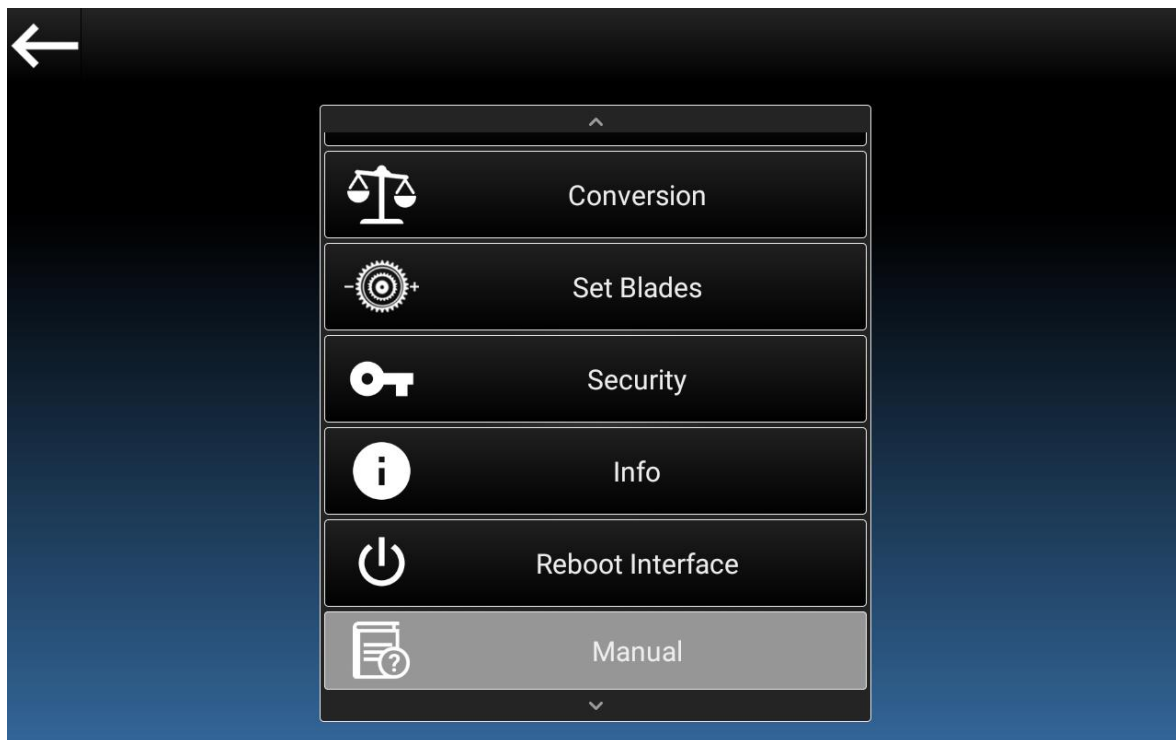 Conversion
Set Blades
Security
Info
Reboot Interface
Manual